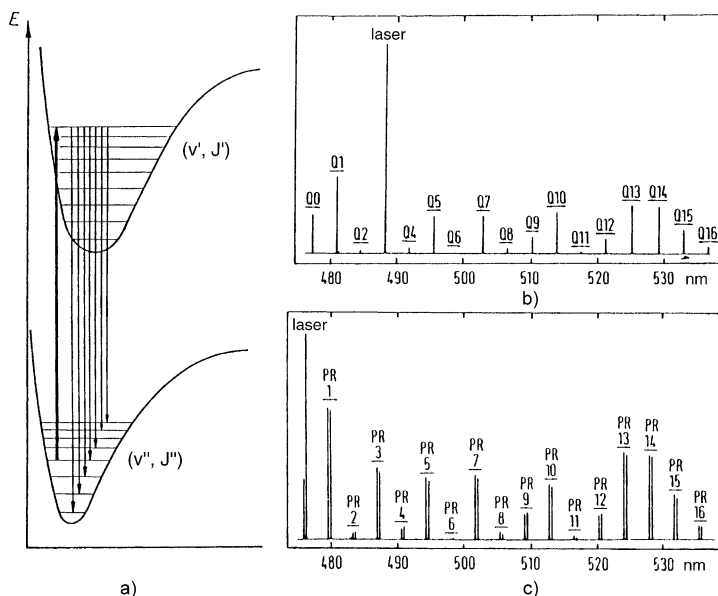 E
(v', J')
(v'', J'')
a)
laser
Q0
Q1
Q2
Q4
Q5
Q6
Q7
Q8
Q9
Q10
Q11
Q12
Q13
Q14
Q15
Q16
480 490 500 510 520 530 nm
b)
laser
PR 1
PR 2
PR 3
PR 4
PR 5
PR 6
PR 7
PR 8
PR 9
PR 10
PR 11
PR 12
PR 13
PR 14
PR 15
PR 16
480 490 500 510 520 530 nm
c)